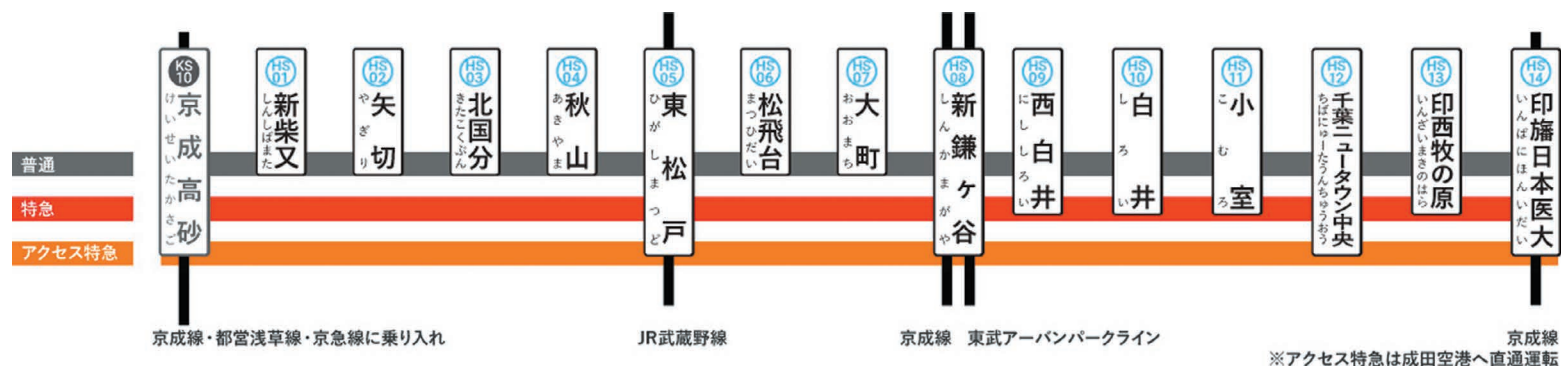 KS
10
京成高砂
けいせいたかさご
HS
01
新柴又
しんしばまた
HS
02
矢切
やぎり
HS
03
北国分
きたこくぶん
HS
04
秋山
あきやま
HS
05
東松戸
ひがしまつど
HS
06
松飛台
まつひだい
HS
07
大町
おおまち
HS
08
新鎌ヶ谷
しんかまがや
HS
09
西白井
にししろい
HS
10
白井
しろい
HS
11
小室
こむろ
HS
12
千葉ニュータウン中央
ちばにゅーたうんちゅうおう
HS
13
印西牧の原
いんざいまきのはら
HS
14
印旛日本医大
いんばにほんいだい
普通
特急
アクセス特急
京成線・都営浅草線・京急線に乗り入れ
JR武蔵野線
京成線 東武アーバンパークライン
京成線
※アクセス特急は成田空港へ直通運転